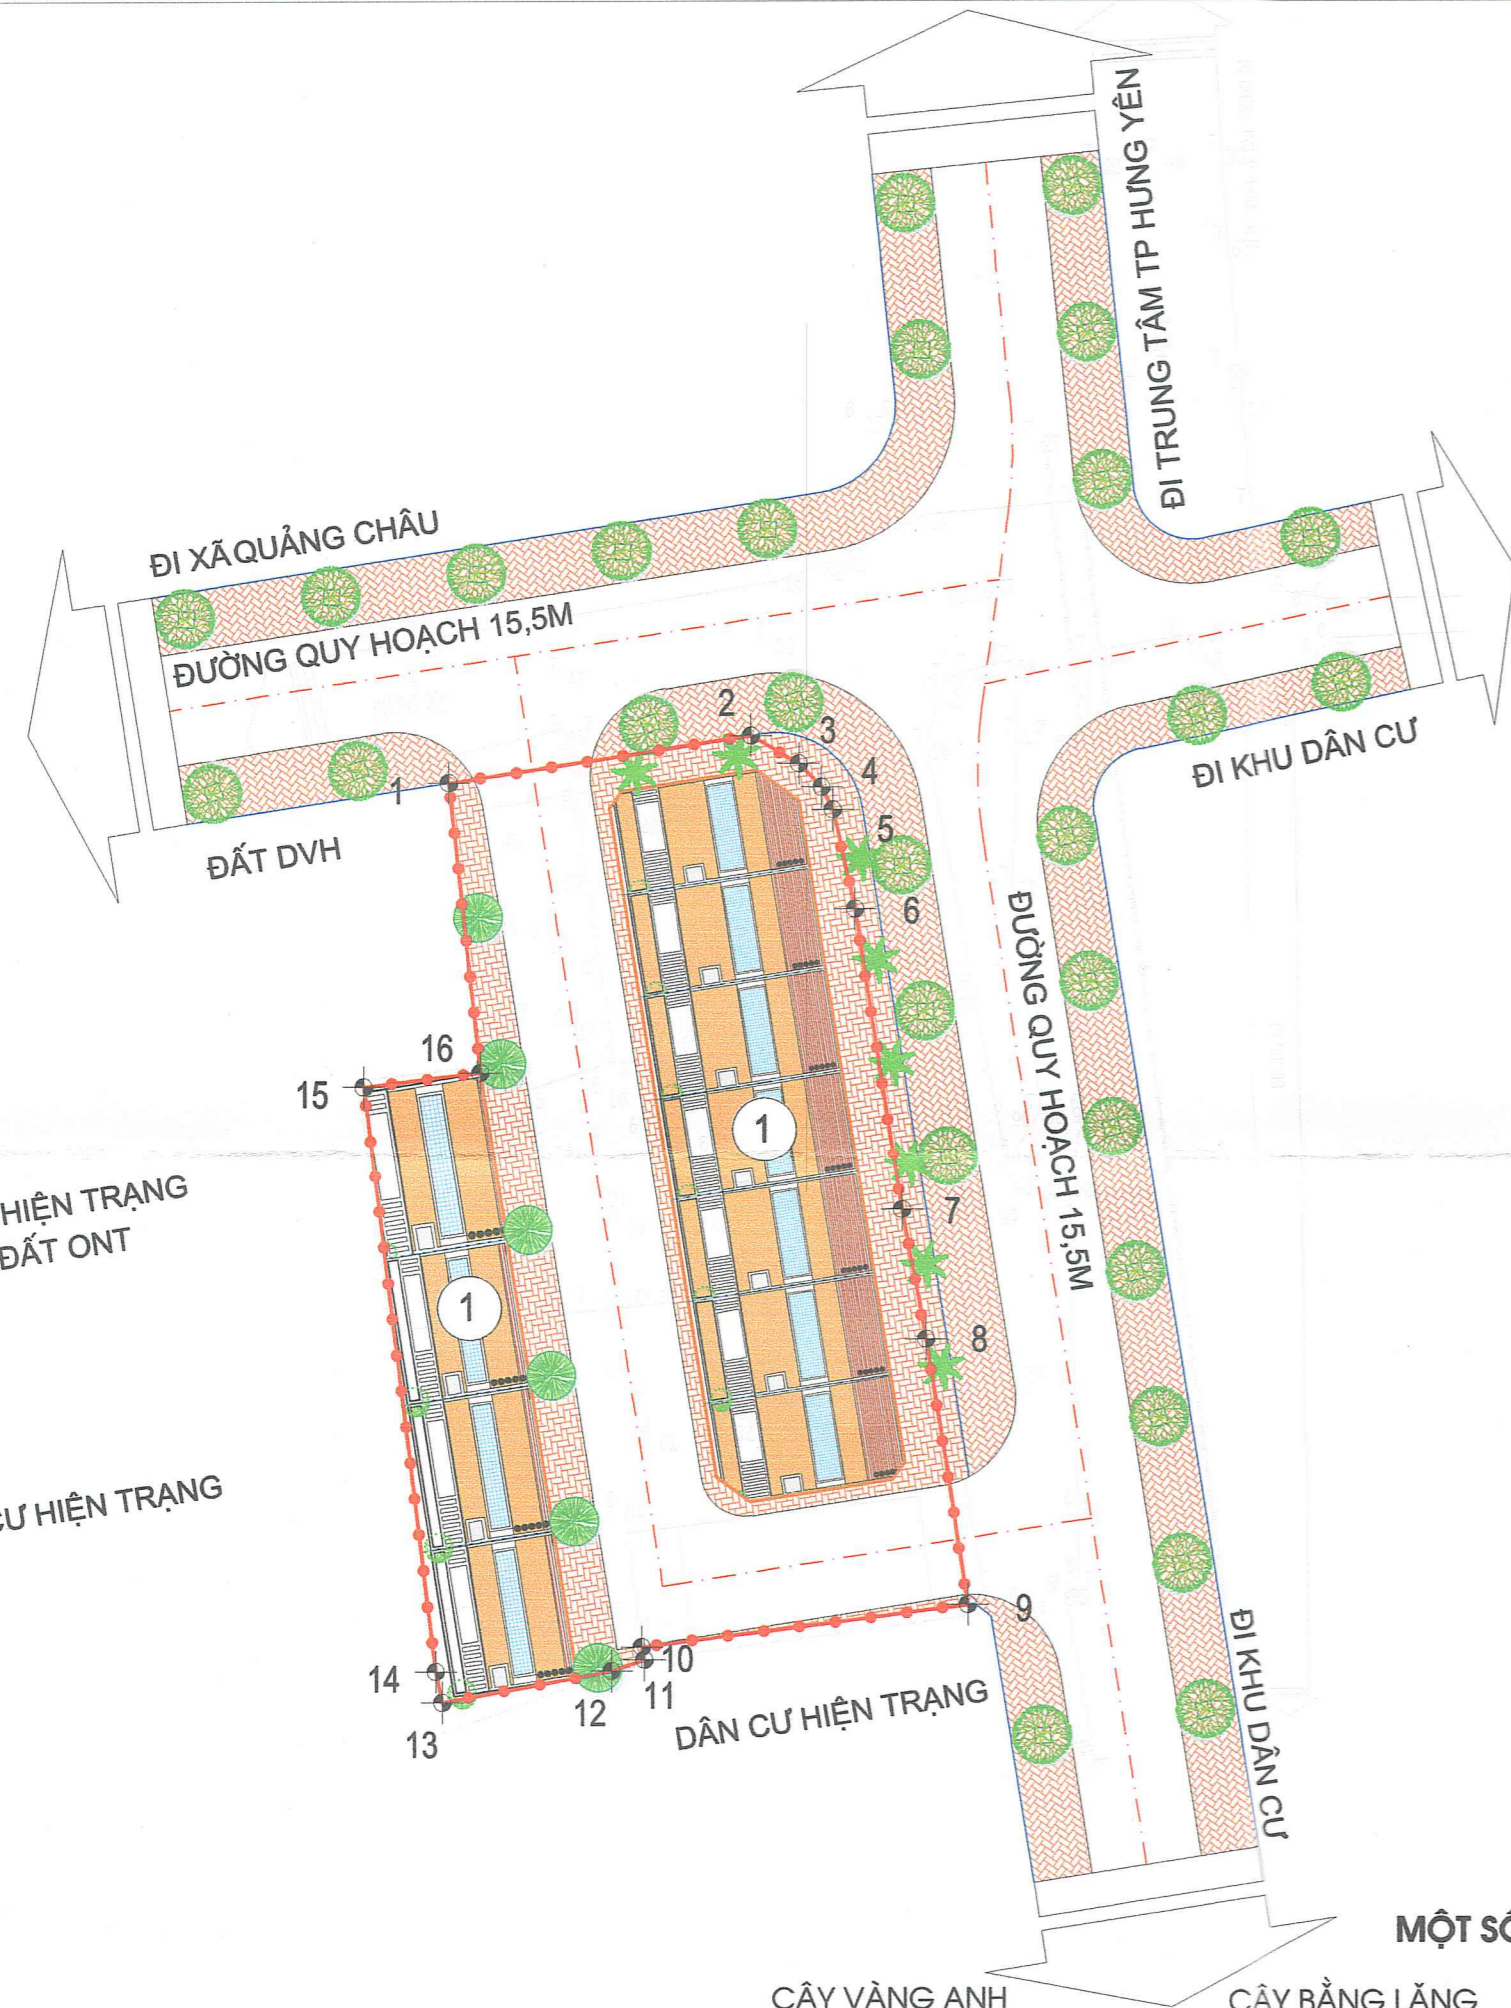 ĐI TRUNG TÂM TP HƯNG YÊN
ĐI XÃ QUẢNG CHÂU
ĐƯỜNG QUY HOẠCH 15,5M
ĐI KHU DÂN CƯ
2
3
4
1
5
ĐẤT DVH
6
ĐƯỜNG QUY HOẠCH 15,5M
16
15
1
HIỆN TRẠNG
ĐẤT ONT
7
1
8
CƯ HIỆN TRẠNG
9
10
14
11
12
13
DÂN CƯ HIỆN TRẠNG
ĐI KHU DÂN CƯ
MỘT SỐ
CÂY VÀNG ANH
CÂY BẰNG LĂNG